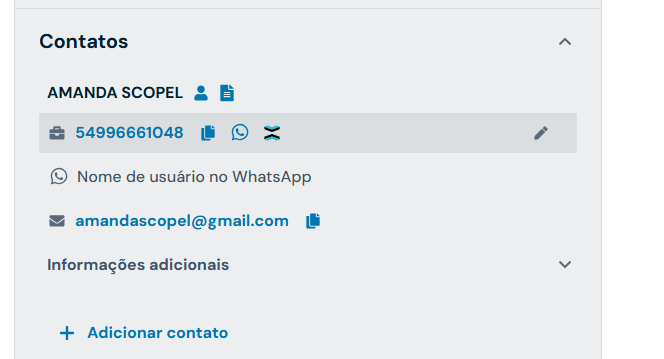 Contatos
AMANDA SCOPEL
54996661048
Nome de usuário no WhatsApp
amandascopel@gmail.com
Informações adicionais
Adicionar contato